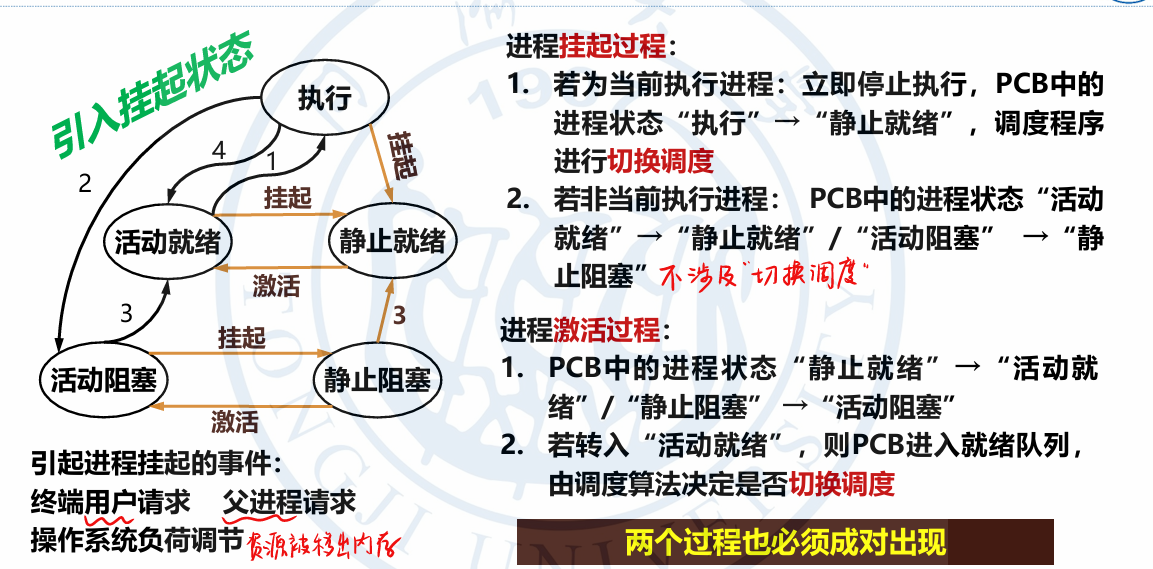 引入挂起状态
执行
挂起
2
4
1
挂起
活动就绪
静止就绪
激活
3
3
挂起
活动阻塞
静止阻塞
激活
引起进程挂起的事件：
终端用户请求 父进程请求
操作系统负荷调节 资源被移出内存
进程挂起过程：
1. 若为当前执行进程：立即停止执行，PCB中的
进程状态“执行”→“静止就绪”，调度程序
进行切换调度
2. 若非当前执行进程： PCB中的进程状态“活动
就绪”→“静止就绪”/“活动阻塞” →“静
止阻塞” 不涉及“切换调度”
进程激活过程：
1. PCB中的进程状态“静止就绪”→“活动就
绪”/“静止阻塞” →“活动阻塞”
2. 若转入“活动就绪”，则PCB进入就绪队列，
由调度算法决定是否切换调度
两个过程也必须成对出现
TONGJI UNIVERSITY